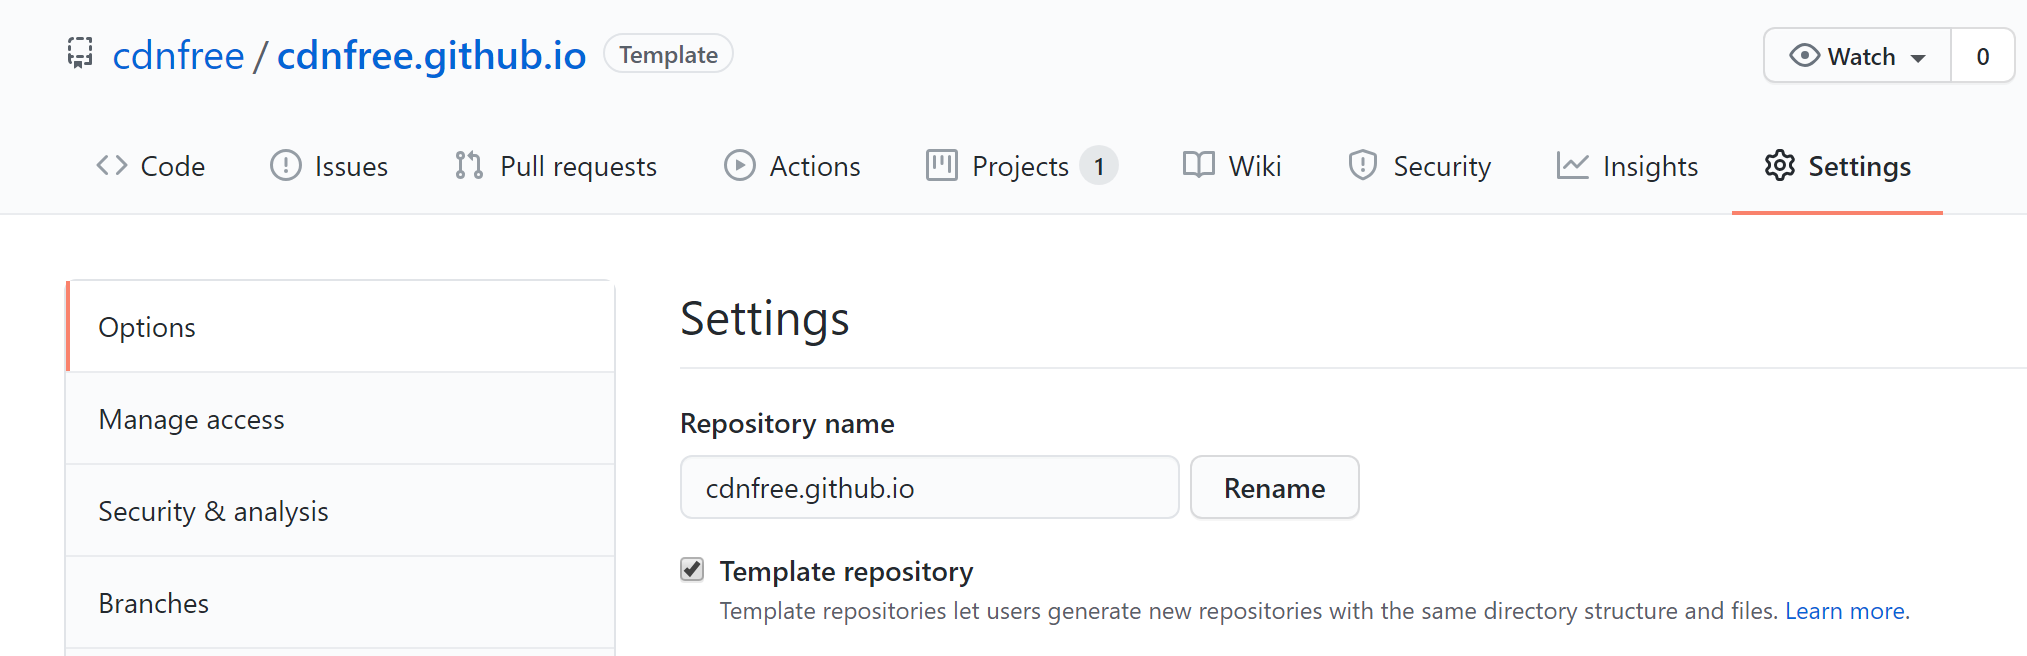 cdnfree / cdnfree.github.io Template Watch 0
Code Issues Pull requests Actions Projects 1 Wiki Security Insights Settings
Options
Manage access
Security & analysis
Branches
Settings
Repository name
cdnfree.github.io Rename
Template repository
Template repositories let users generate new repositories with the same directory structure and files. Learn more.